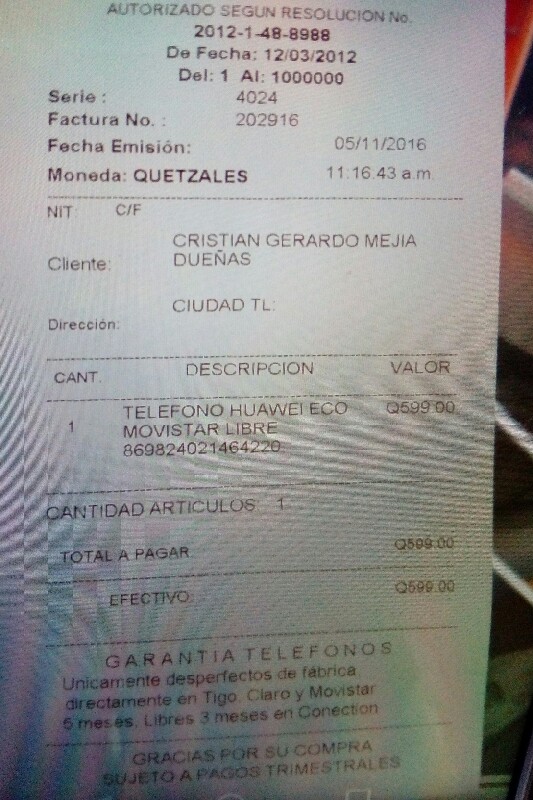 AUTORIZADO SEGUN RESOLUCION No.
2012-1-48-8988
De Fecha: 12/03/2012
Del: 1 Al: 1000000
Serie : 4024
Factura No. : 202916
Fecha Emisión: 05/11/2016
Moneda: QUETZALES 11:16.43 a.m.
NIT: C/F
Cliente: CRISTIAN GERARDO MEJIA
DUEÑAS
Dirección: CIUDAD TL:
CANT. DESCRIPCION VALOR
1 TELEFONO HUAWEI ECO Q599.00
MOVISTAR LIBRE
869824021464220
CANTIDAD ARTICULOS: 1
TOTAL A PAGAR Q599.00
EFECTIVO: Q599.00
GARANTIA TELEFONOS
Unicamente desperfectos de fábrica,
directamente en Tigo, Claro y Movistar
6 meses, Libres 3 meses en Conection
GRACIAS POR SU COMPRA
SUJETO A PAGOS TRIMESTRALES